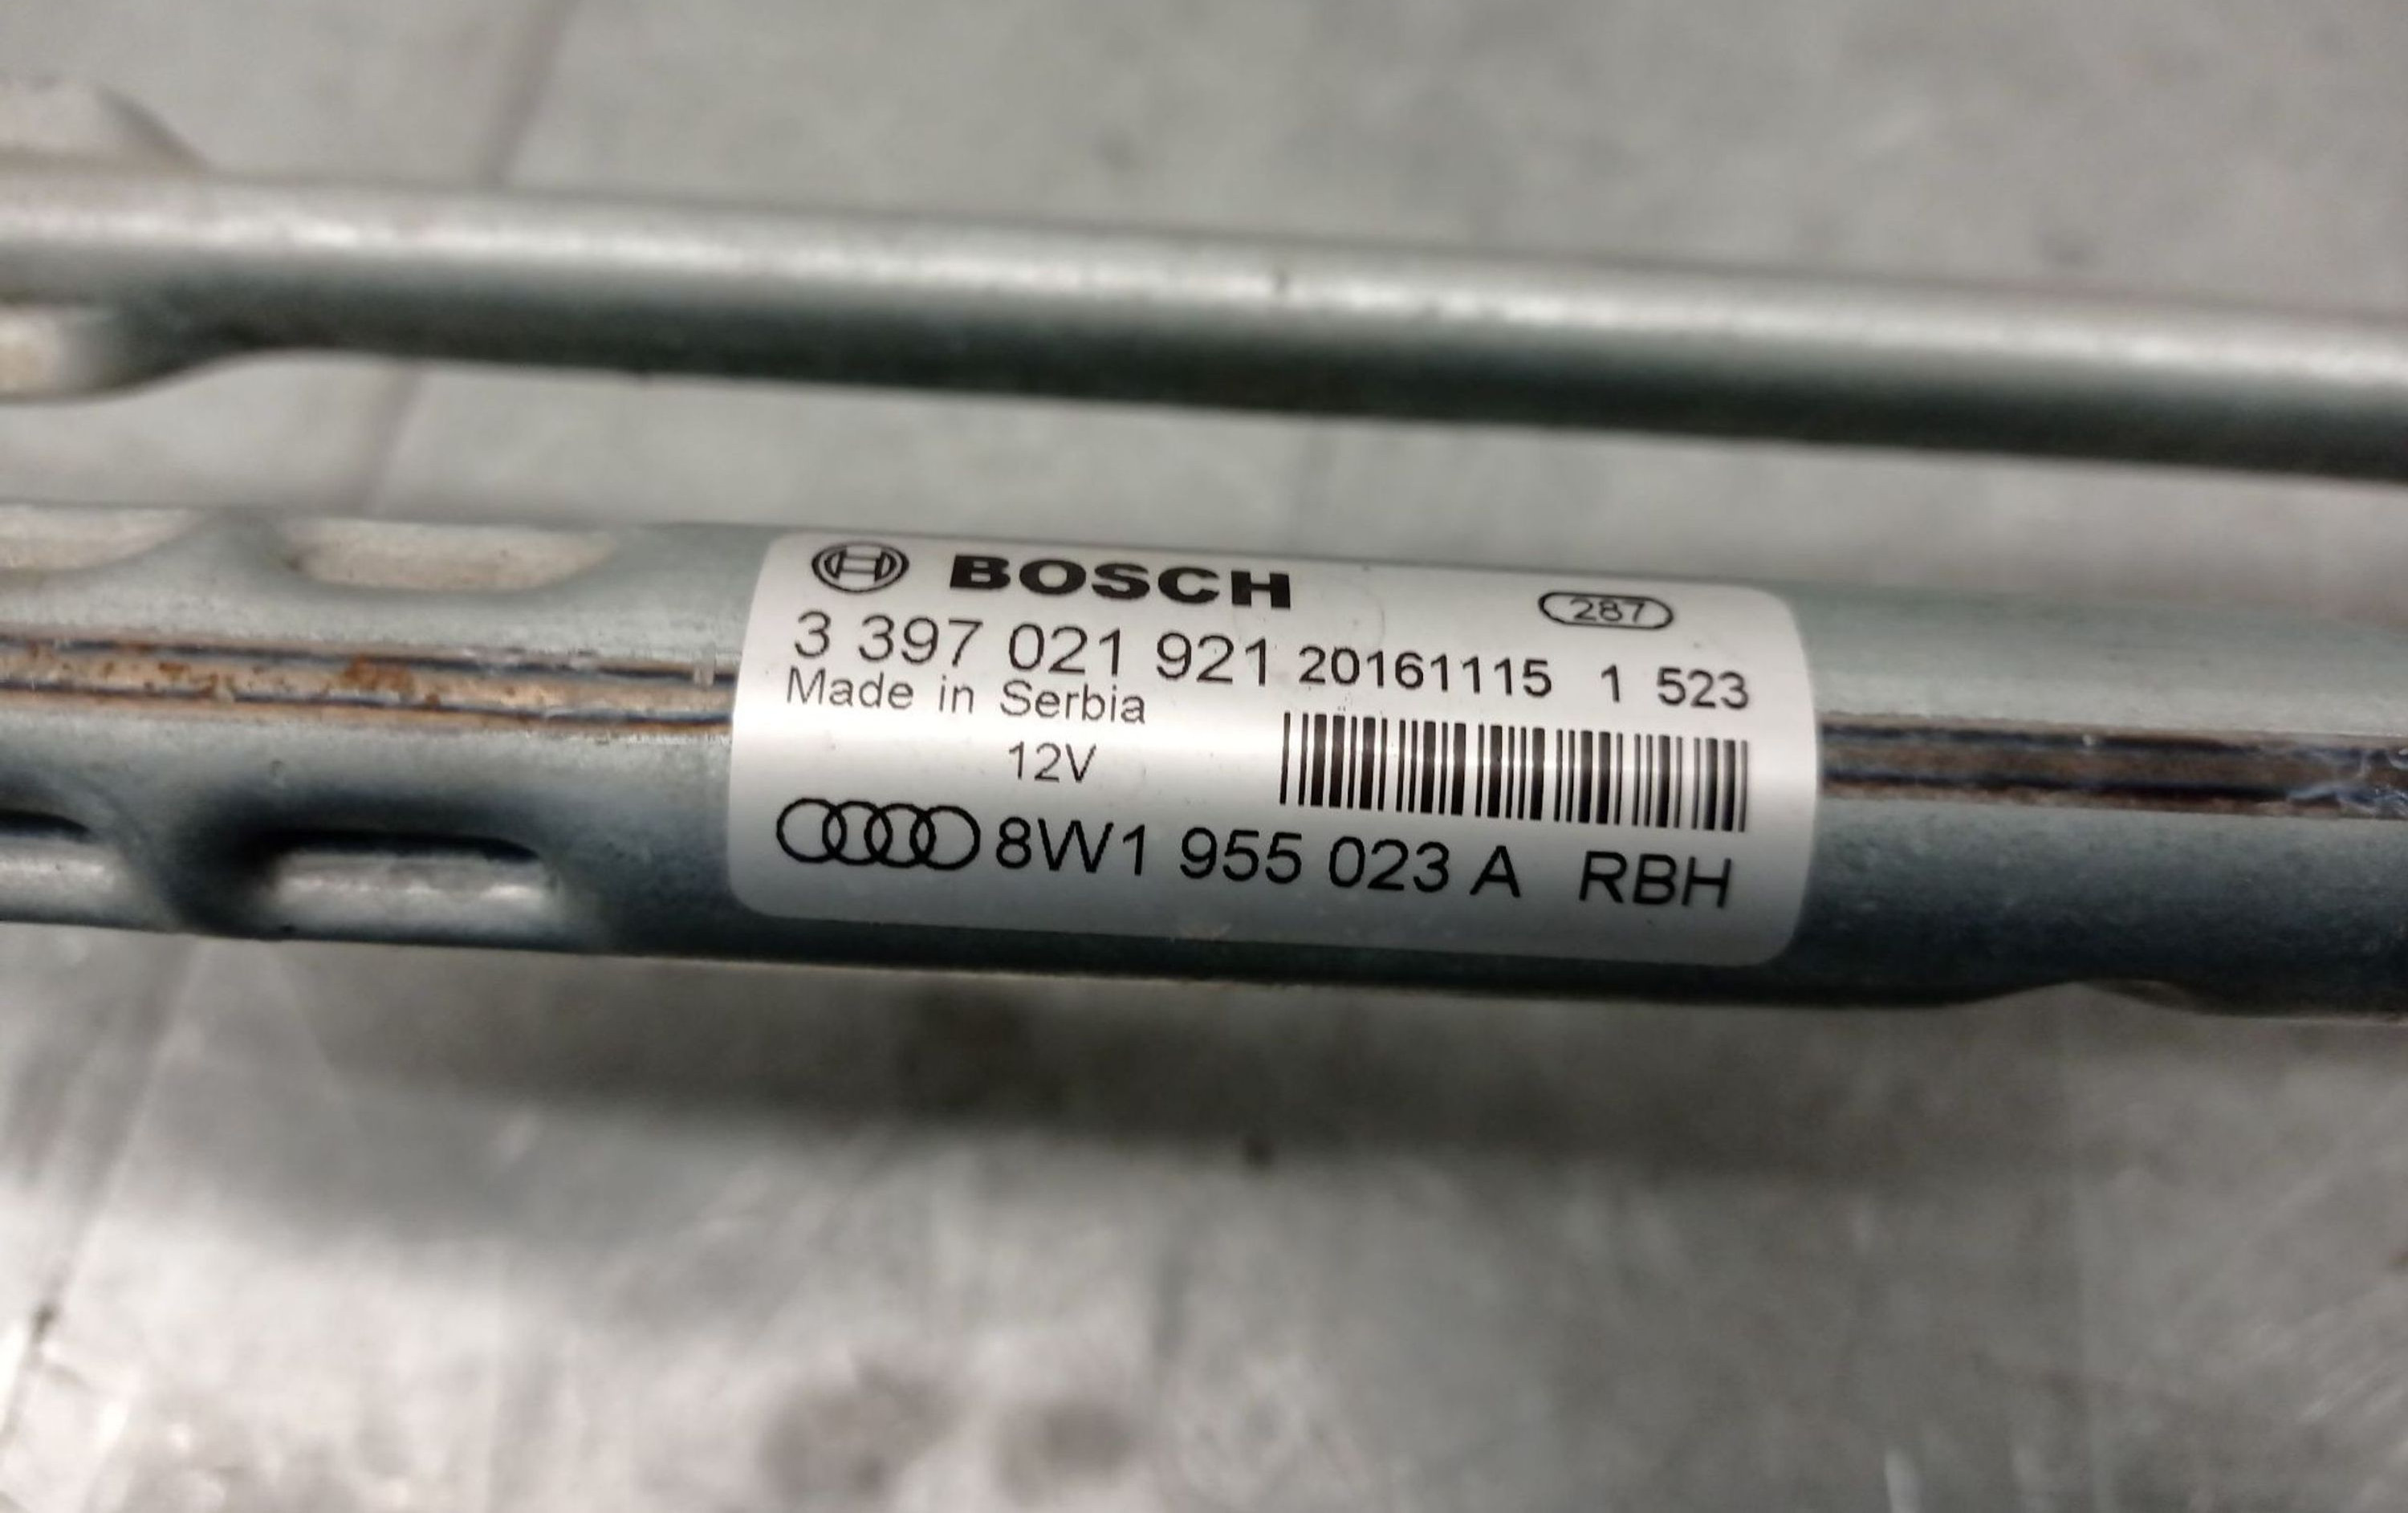 BOSCH 287
3 397 021 921 20161115 1 523
Made in Serbia
12V
8W1 955 023 A RBH